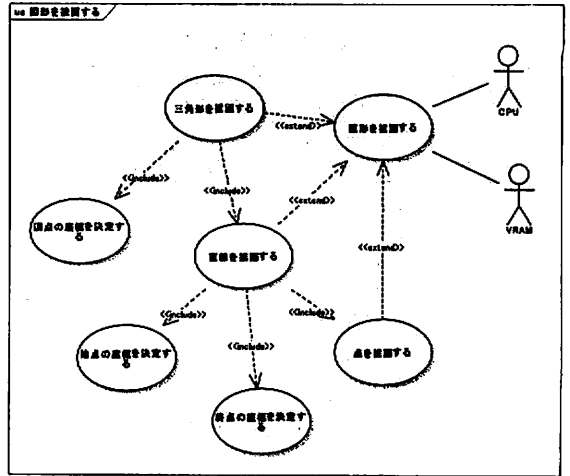 uc 図形を描画する
三角形を描画する
図形を描画する
CPU
VRAM
<<extend>>
<<include>>
<<include>>
<<extend>>
頂点の座標を決定す
る
直線を描画する
<<extend>>
<<include>>
<<include>>
<<include>>
始点の座標を決定す
る
点を描画する
終点の座標を決定す
る